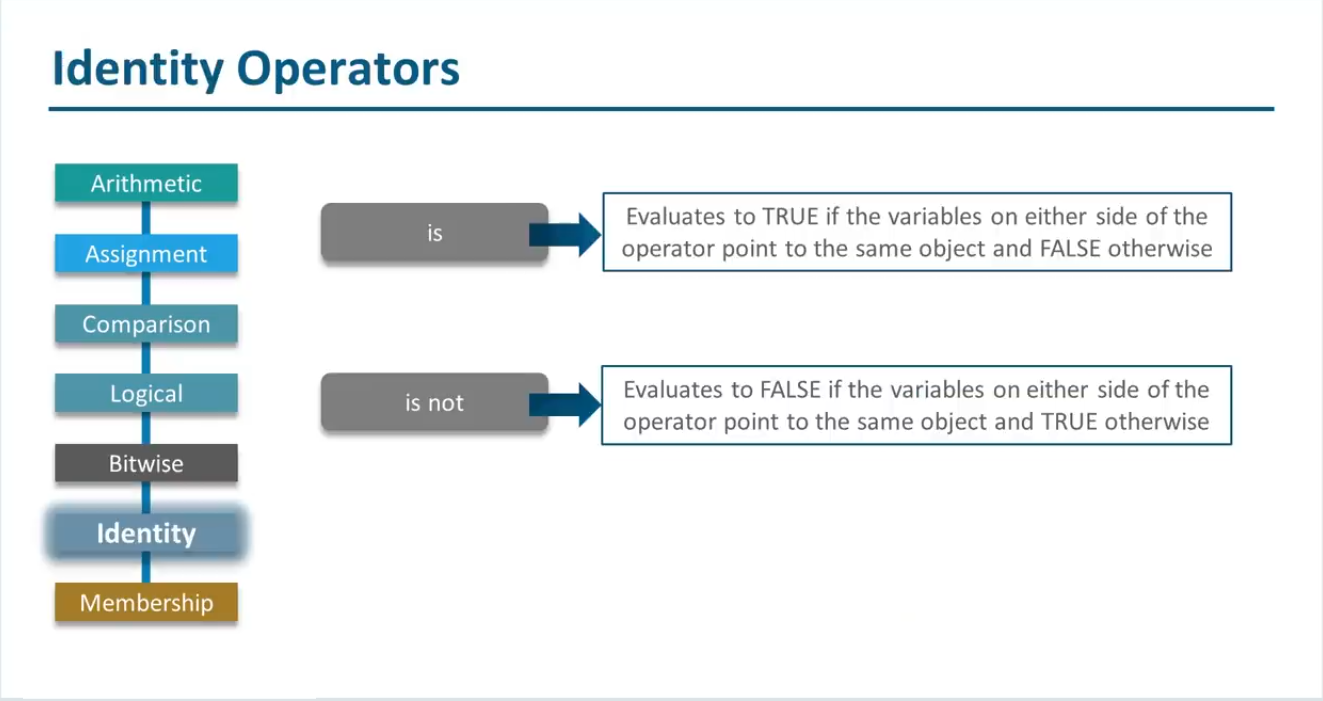 Identity Operators
Arithmetic
Assignment
Comparison
Logical
Bitwise
Identity
Membership
is
Evaluates to TRUE if the variables on either side of the
operator point to the same object and FALSE otherwise
is not
Evaluates to FALSE if the variables on either side of the
operator point to the same object and TRUE otherwise